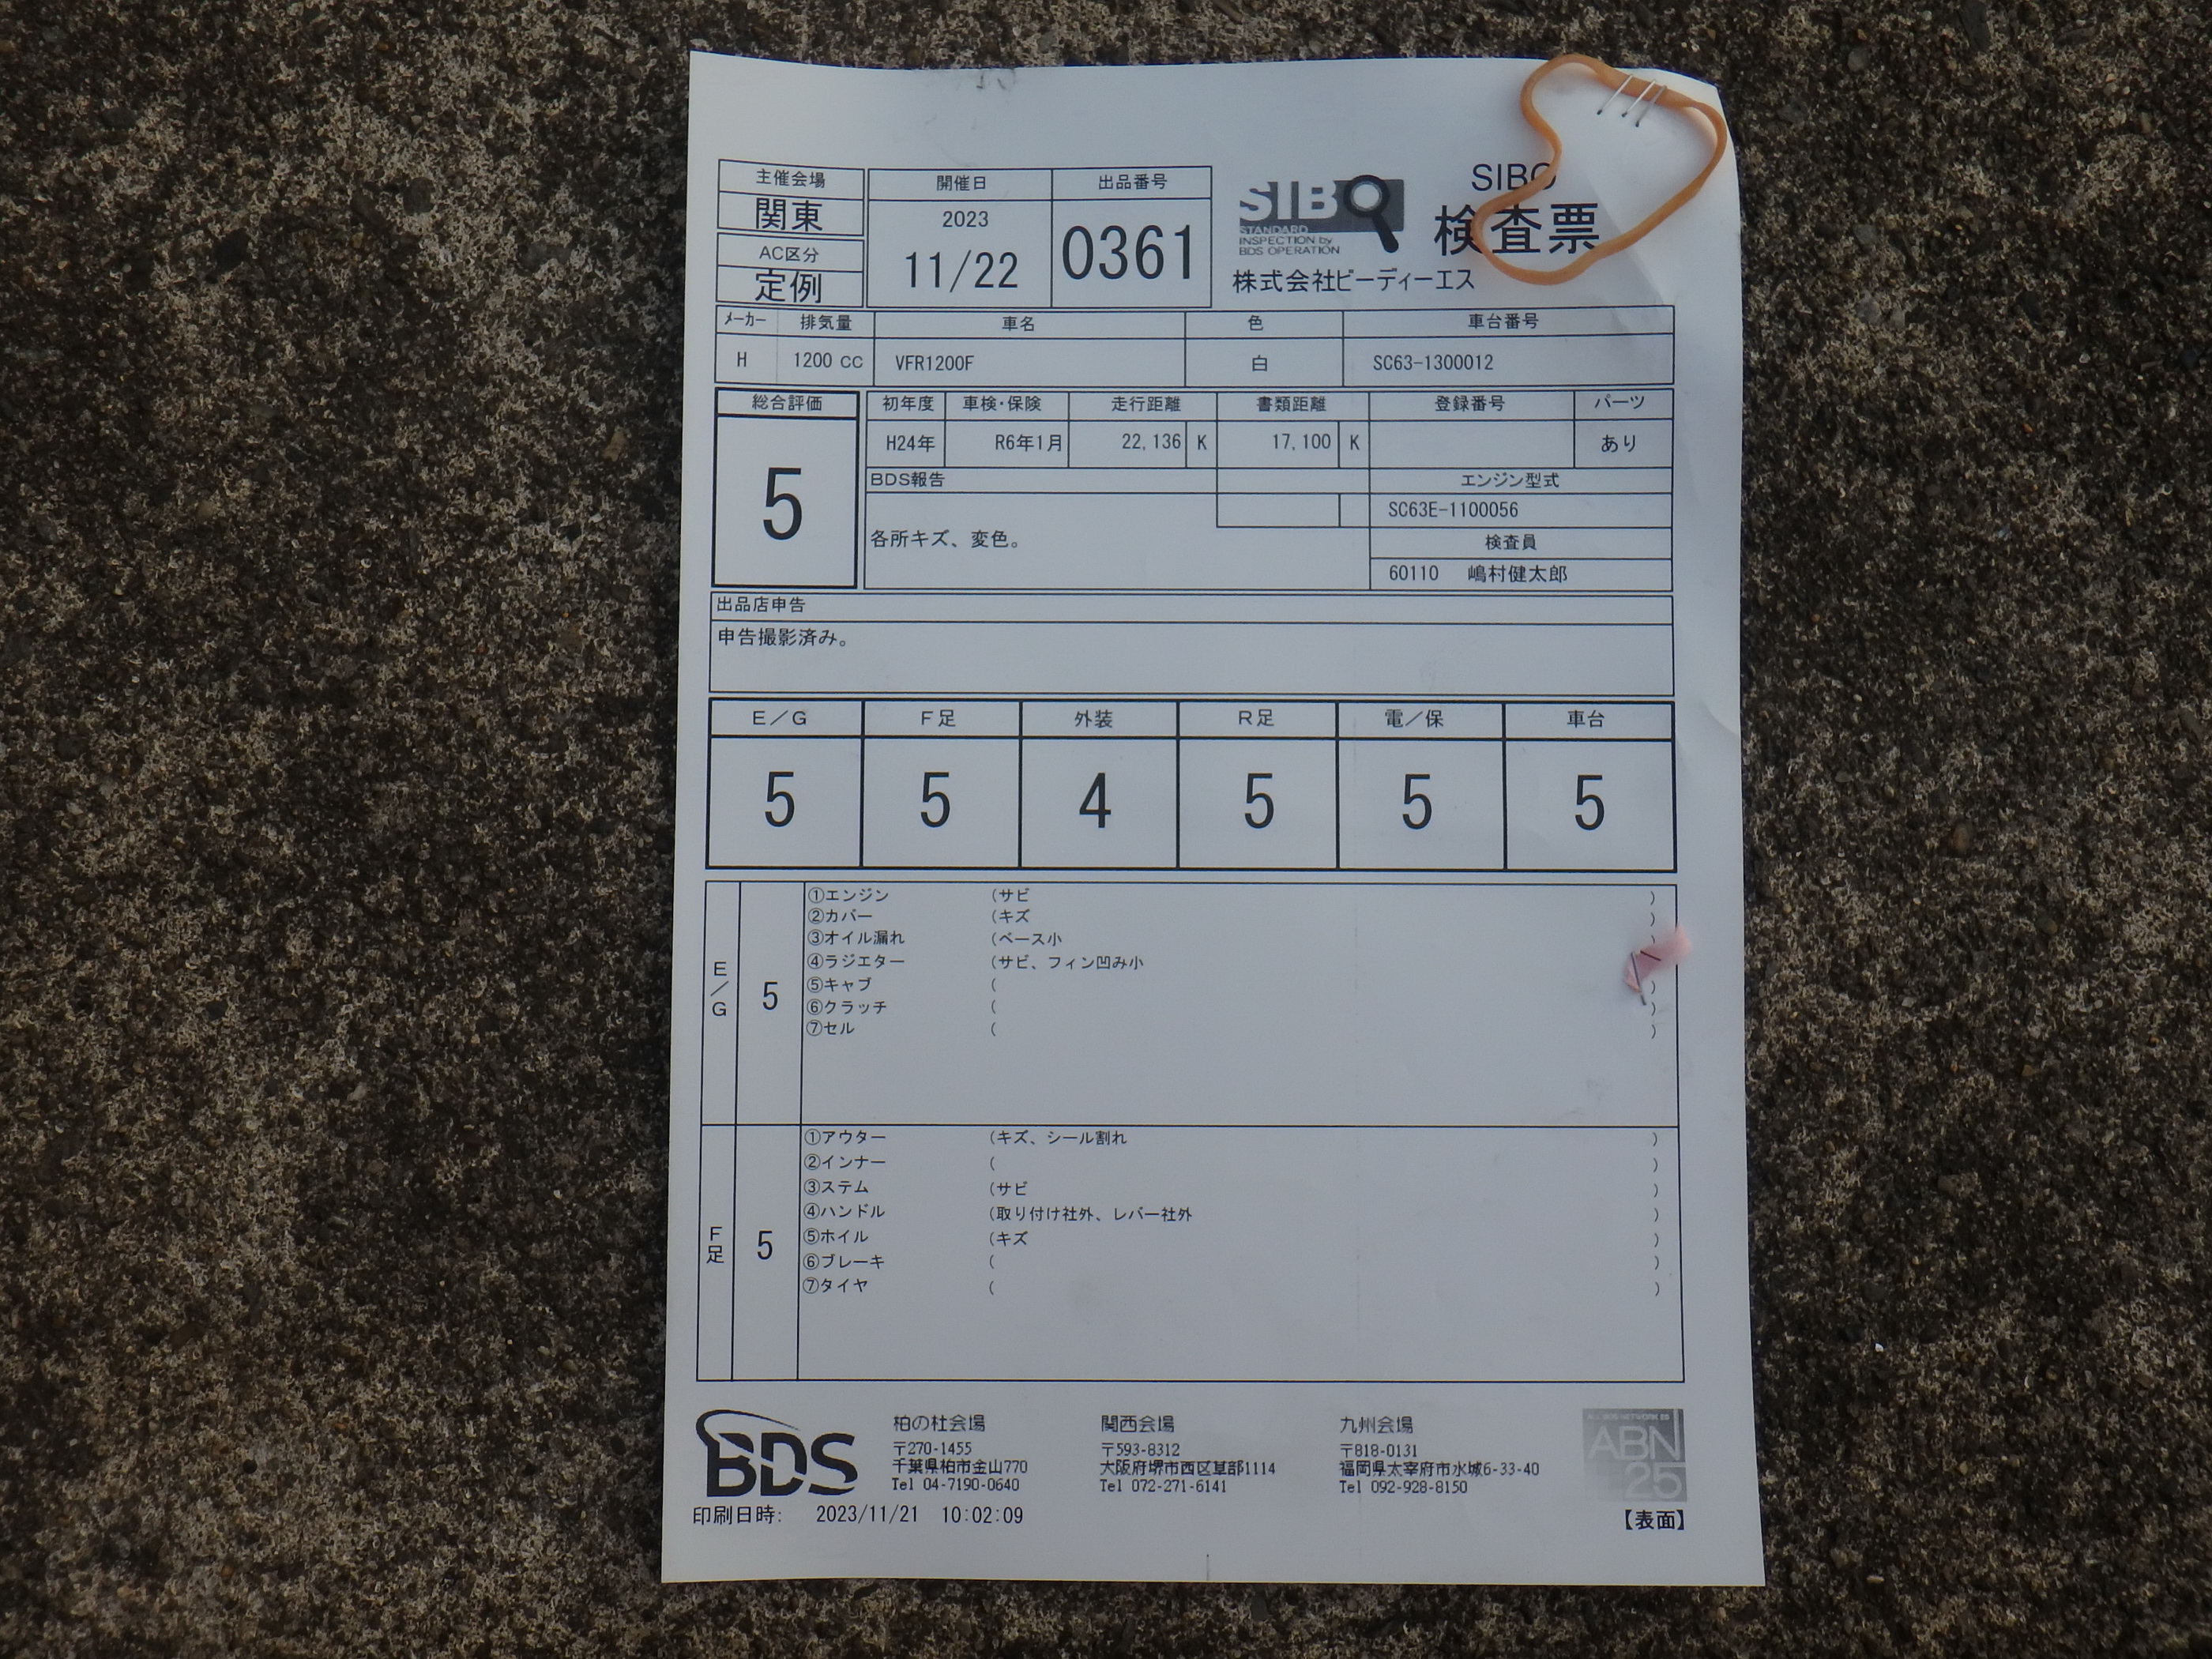 主催会場
関東
AC区分
定例
開催日
2023
11/22
出品番号
0361
SIBO
STANDARD
INSPECTION by
BDS OPERATION
SIBO
検査票
株式会社ビーディーエス
メーカー 排気量 車名 色 車台番号
H 1200 CC VFR1200F 白 SC63-1300012
総合評価
5
初年度 車検・保険 走行距離 書類距離 登録番号 パーツ
H24年 R6年1月 22,136 K 17,100 K あり
BDS報告
各所キズ、変色。
エンジン型式
SC63E-1100056
検査員
60110 嶋村健太郎
出品店申告
申告撮影済み。
E/G F足 外装 R足 電/保 車台
5 5 4 5 5 5
E/G
5
①エンジン (サビ )
②カバー (キズ )
③オイル漏れ (ベース小 )
④ラジエター (サビ、フィン凹み小
⑤キャブ ( )
⑥クラッチ ( )
⑦セル ( )
F足
5
①アウター (キズ、シール割れ )
②インナー ( )
③ステム (サビ )
④ハンドル (取り付け社外、レバー社外 )
⑤ホイル (キズ )
⑥ブレーキ ( )
⑦タイヤ ( )
BDS
柏の杜会場
〒270-1455
千葉県柏市金山770
Tel 04-7190-0640
関西会場
〒593-8312
大阪府堺市西区草部1114
Tel 072-271-6141
九州会場
〒818-0131
福岡県太宰府市水城6-33-40
Tel 092-928-8150
ABN
25
印刷日時: 2023/11/21 10:02:09
【表面】